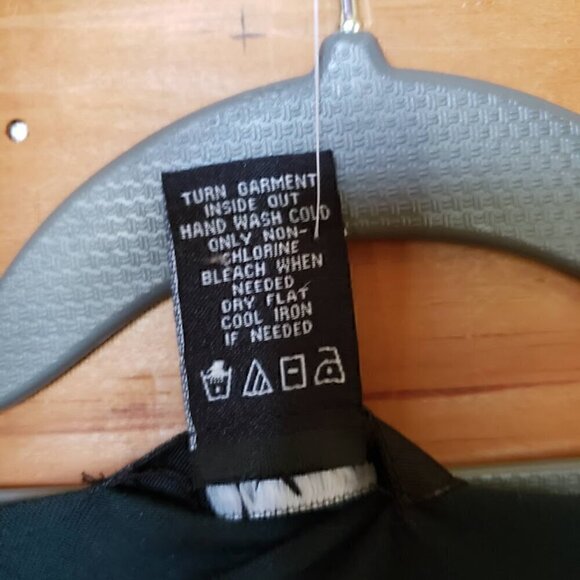 TURN GARMENT
INSIDE OUT
HAND WASH COLD
ONLY NON-
CHLORINE
BLEACH WHEN
NEEDED
DRY FLAT
COOL IRON
IF NEEDED